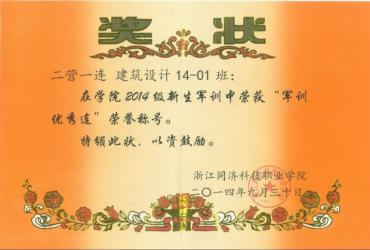 奖状
二营一连 建筑设计14-01班：
在学院2014级新生军训中荣获“军训
优秀连”荣誉称号。
特颁此状，以资鼓励。
浙江同济科技职业学院
二〇一四年九月三十日